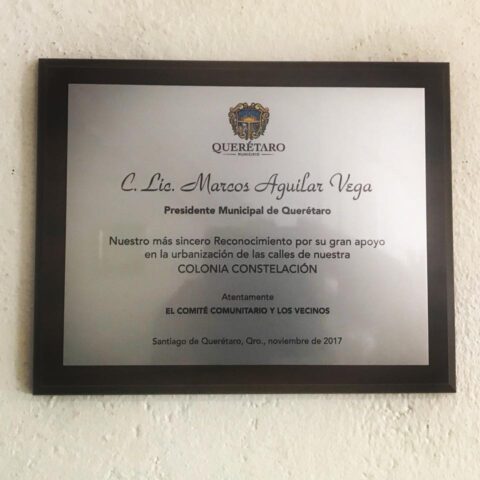 QUERÉTARO
MUNICIPIO
C. Lic. Marcos Aguilar Vega
Presidente Municipal de Querétaro
Nuestro más sincero Reconocimiento por su gran apoyo
en la urbanización de las calles de nuestra
COLONIA CONSTELACIÓN
Atentamente
EL COMITÉ COMUNITARIO Y LOS VECINOS
Santiago de Querétaro, Qro., noviembre de 2017